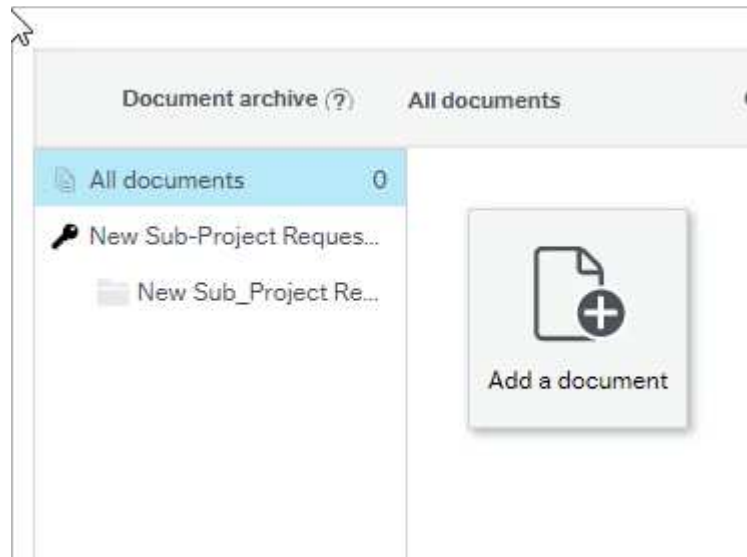 Document archive (?) All documents
All documents 0
New Sub-Project Reques...
New Sub_Project Re...
Add a document